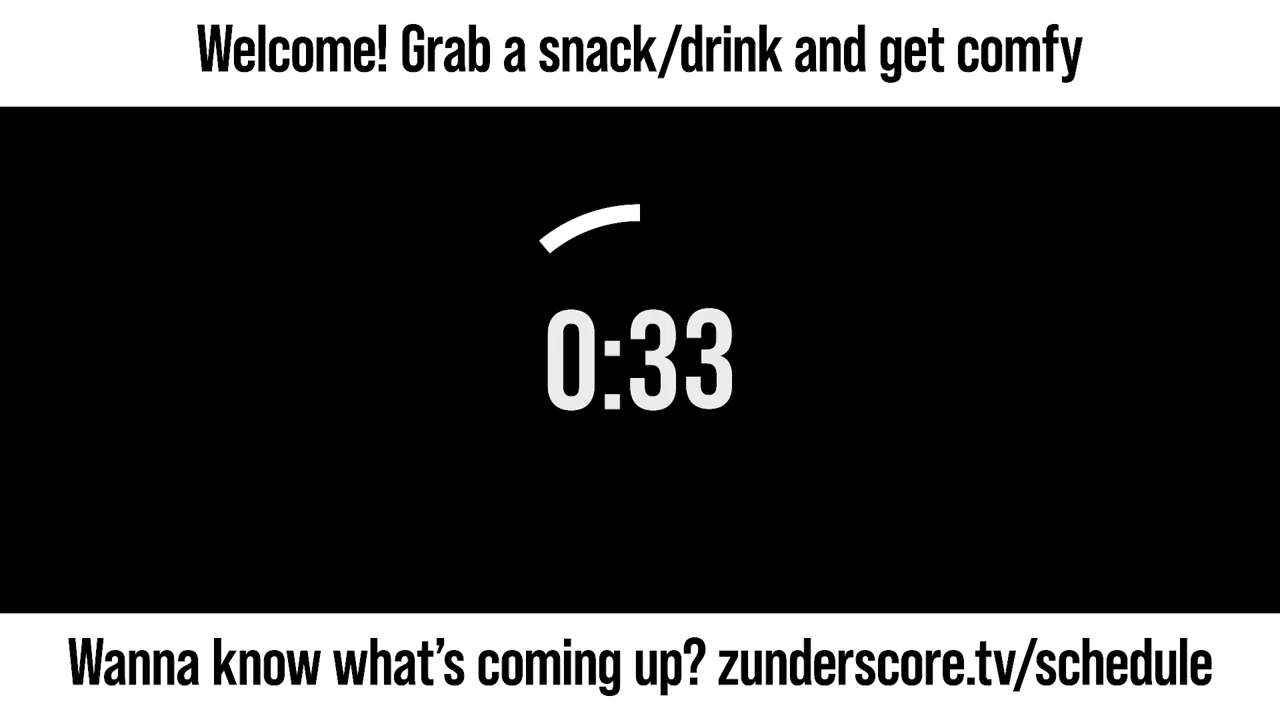 Welcome! Grab a snack/drink and get comfy
0:33
Wanna know what's coming up? zunderscore.tv/schedule